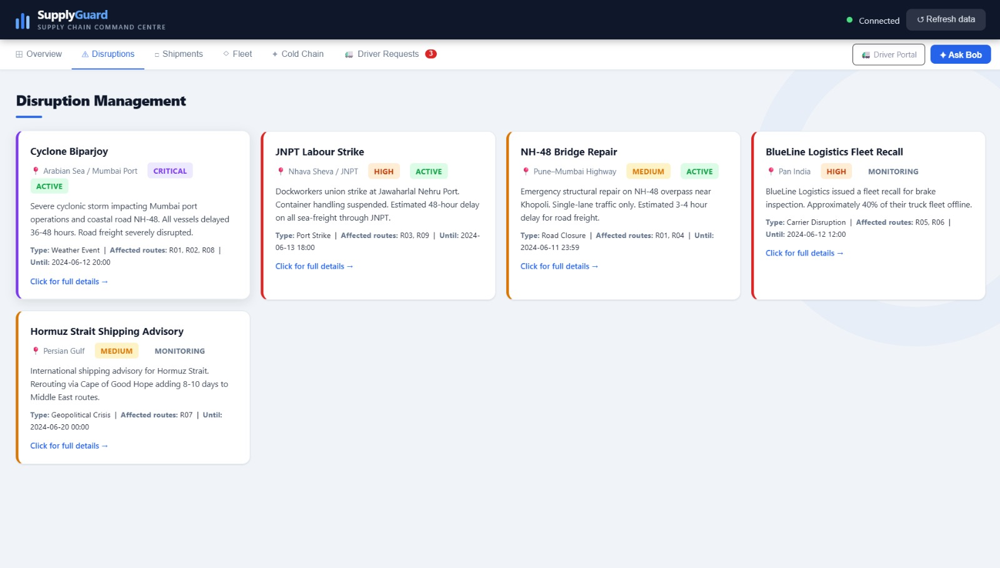 SupplyGuard
SUPPLY CHAIN COMMAND CENTRE
Connected
↺ Refresh data
Overview
Disruptions
Shipments
Fleet
Cold Chain
Driver Requests 3
Driver Portal
✦ Ask Bob
Disruption Management
Cyclone Biparjoy
Arabian Sea / Mumbai Port CRITICAL
ACTIVE
Severe cyclonic storm impacting Mumbai port
operations and coastal road NH-48. All vessels delayed
36-48 hours. Road freight severely disrupted.
Type: Weather Event | Affected routes: R01, R02, R08 |
Until: 2024-06-12 20:00
Click for full details →
JNPT Labour Strike
Nhava Sheva / JNPT HIGH ACTIVE
Dockworkers union strike at Jawaharlal Nehru Port.
Container handling suspended. Estimated 48-hour delay
on all sea-freight through JNPT.
Type: Port Strike | Affected routes: R03, R09 | Until: 2024-
06-13 18:00
Click for full details →
NH-48 Bridge Repair
Pune–Mumbai Highway MEDIUM ACTIVE
Emergency structural repair on NH-48 overpass near
Khopoli. Single-lane traffic only. Estimated 3-4 hour
delay for road freight.
Type: Road Closure | Affected routes: R01, R04 | Until:
2024-06-11 23:59
Click for full details →
BlueLine Logistics Fleet Recall
Pan India HIGH MONITORING
BlueLine Logistics issued a fleet recall for brake
inspection. Approximately 40% of their truck fleet offline.
Type: Carrier Disruption | Affected routes: R05, R06 |
Until: 2024-06-12 12:00
Click for full details →
Hormuz Strait Shipping Advisory
Persian Gulf MEDIUM MONITORING
International shipping advisory for Hormuz Strait.
Rerouting via Cape of Good Hope adding 8-10 days to
Middle East routes.
Type: Geopolitical Crisis | Affected routes: R07 | Until:
2024-06-20 00:00
Click for full details →